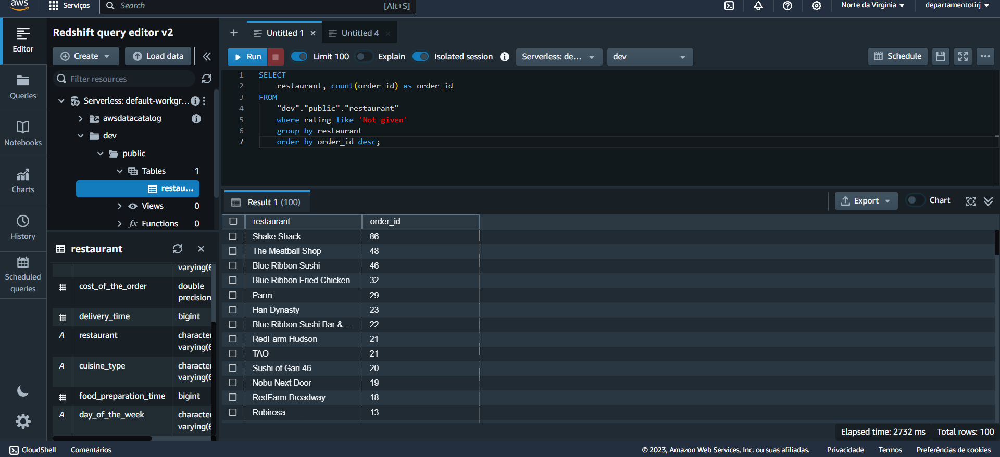 aws
Serviços
Search
[Alt+S]
Norte da Virgínia
departamentotirj
Editor
Queries
Notebooks
Charts
History
Scheduled
queries
Redshift query editor v2
Create
Load data
Filter resources
Serverless: default-workgr...
awsdatacatalog
dev
public
Tables 1
restau...
Views 0
fx Functions 0
restaurant
varying(6
cost_of_the_order double
precision
delivery_time bigint
A restaurant character
varying(6
A cuisine_type character
varying(6
food_preparation_time bigint
A day_of_the_week character
varying(6
Untitled 1
Untitled 4
Run
Limit 100
Explain
Isolated session
Serverless: de...
dev
Schedule
1 SELECT
2 restaurant, count(order_id) as order_id
3 FROM
4 "dev"."public"."restaurant"
5 where rating like 'Not given'
6 group by restaurant
7 order by order_id desc;
Result 1 (100)
Export
Chart
restaurant order_id
Shake Shack 86
The Meatball Shop 48
Blue Ribbon Sushi 46
Blue Ribbon Fried Chicken 32
Parm 29
Han Dynasty 23
Blue Ribbon Sushi Bar & ... 22
RedFarm Hudson 21
TAO 21
Sushi of Gari 46 20
Nobu Next Door 19
RedFarm Broadway 18
Rubirosa 13
Elapsed time: 2732 ms Total rows: 100
CloudShell
Comentários
© 2023, Amazon Web Services, Inc. ou suas afiliadas.
Privacidade
Termos
Preferências de cookies